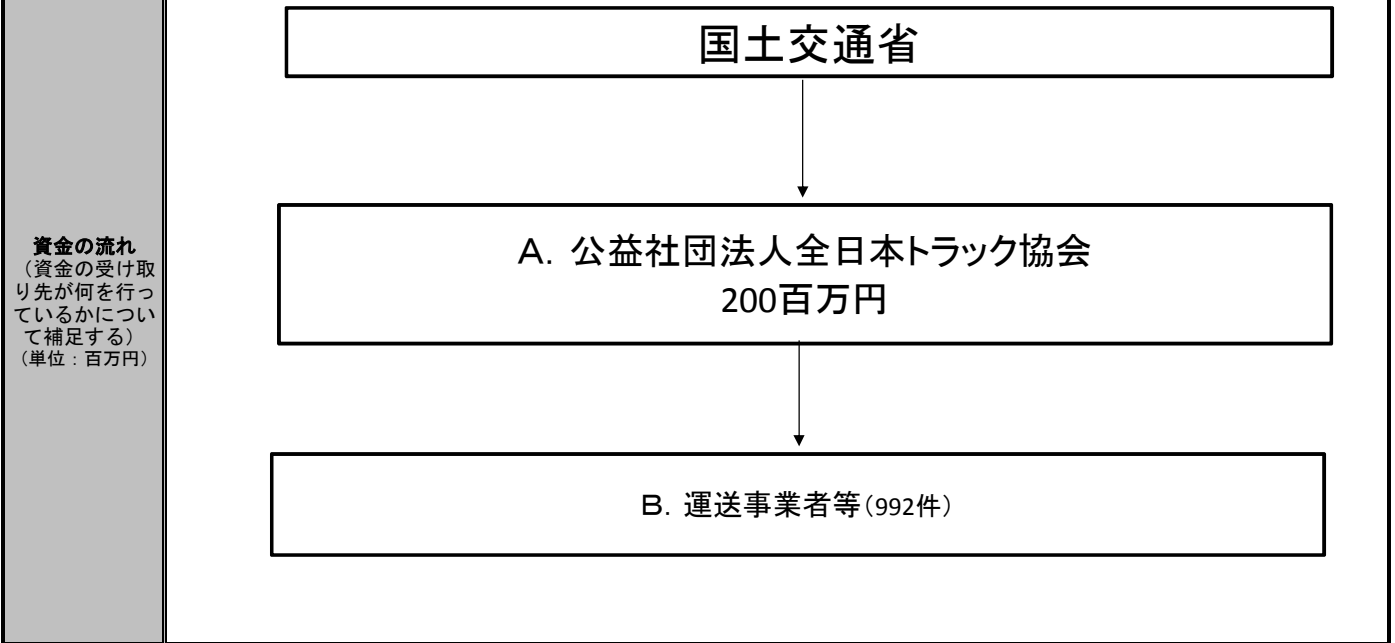 国土交通省
A. 公益社団法人全日本トラック協会
200百万円
資金の流れ
(資金の受け取
り先が何を行っ
ているかについ
て補足する)
(単位:百万円)
B. 運送事業者等(992件)